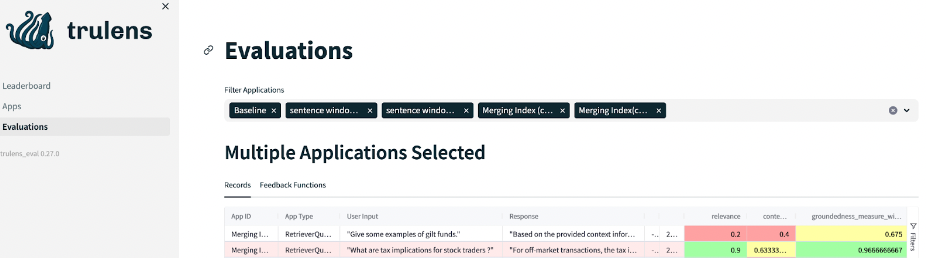 ×
trulens
Leaderboard
Apps
Evaluations
trulens_eval 0.27.0
Evaluations
Filter Applications
Baseline × sentence windo... × sentence windo... × Merging Index (c... × Merging Index(c... ×
Multiple Applications Selected
Records Feedback Functions
App ID App Type User Input Response relevance conte... groundedness_measure_wi...
Merging I... RetrieverQu... "Give some examples of gilt funds." "Based on the provided context infor... -.. 2... 0.2 0.4 0.675
Merging I... RetrieverQu... "What are tax implications for stock traders ?" "For off-market transactions, the tax i... -.. 2... 0.9 0.63333... 0.9666666667
Filters